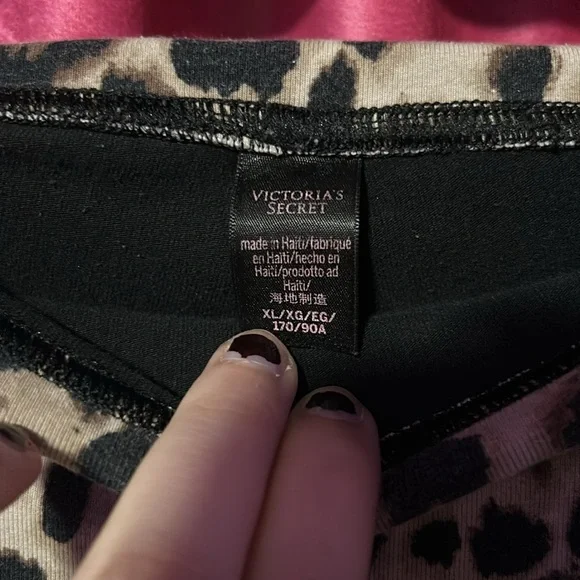 VICTORIA'S
SECRET
made in Haiti/fabriqué
en Haïti/hecho en
Haití/prodotto ad
Haiti/
海地制造
XL/XG/EG/
170/90A